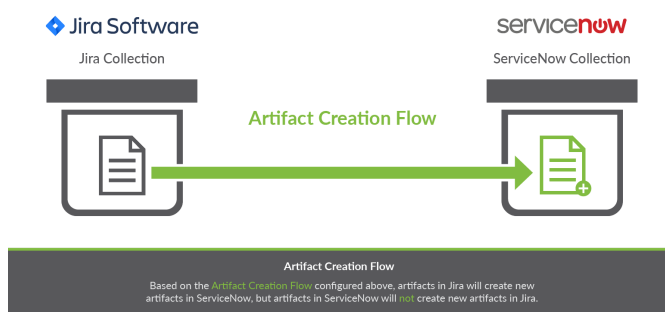 Jira Software
servicenow
Jira Collection
ServiceNow Collection
Artifact Creation Flow
Artifact Creation Flow
Based on the Artifact Creation Flow configured above, artifacts in Jira will create new
artifacts in ServiceNow, but artifacts in ServiceNow will not create new artifacts in Jira.